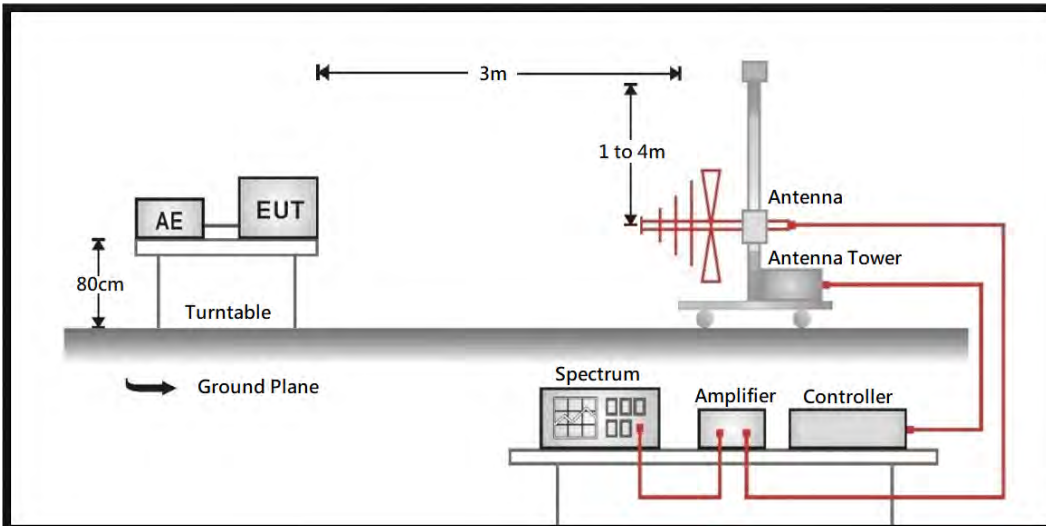 3m
1 to 4m
Antenna
AE
EUT
Antenna Tower
80cm
Turntable
Ground Plane
Spectrum
Amplifier
Controller